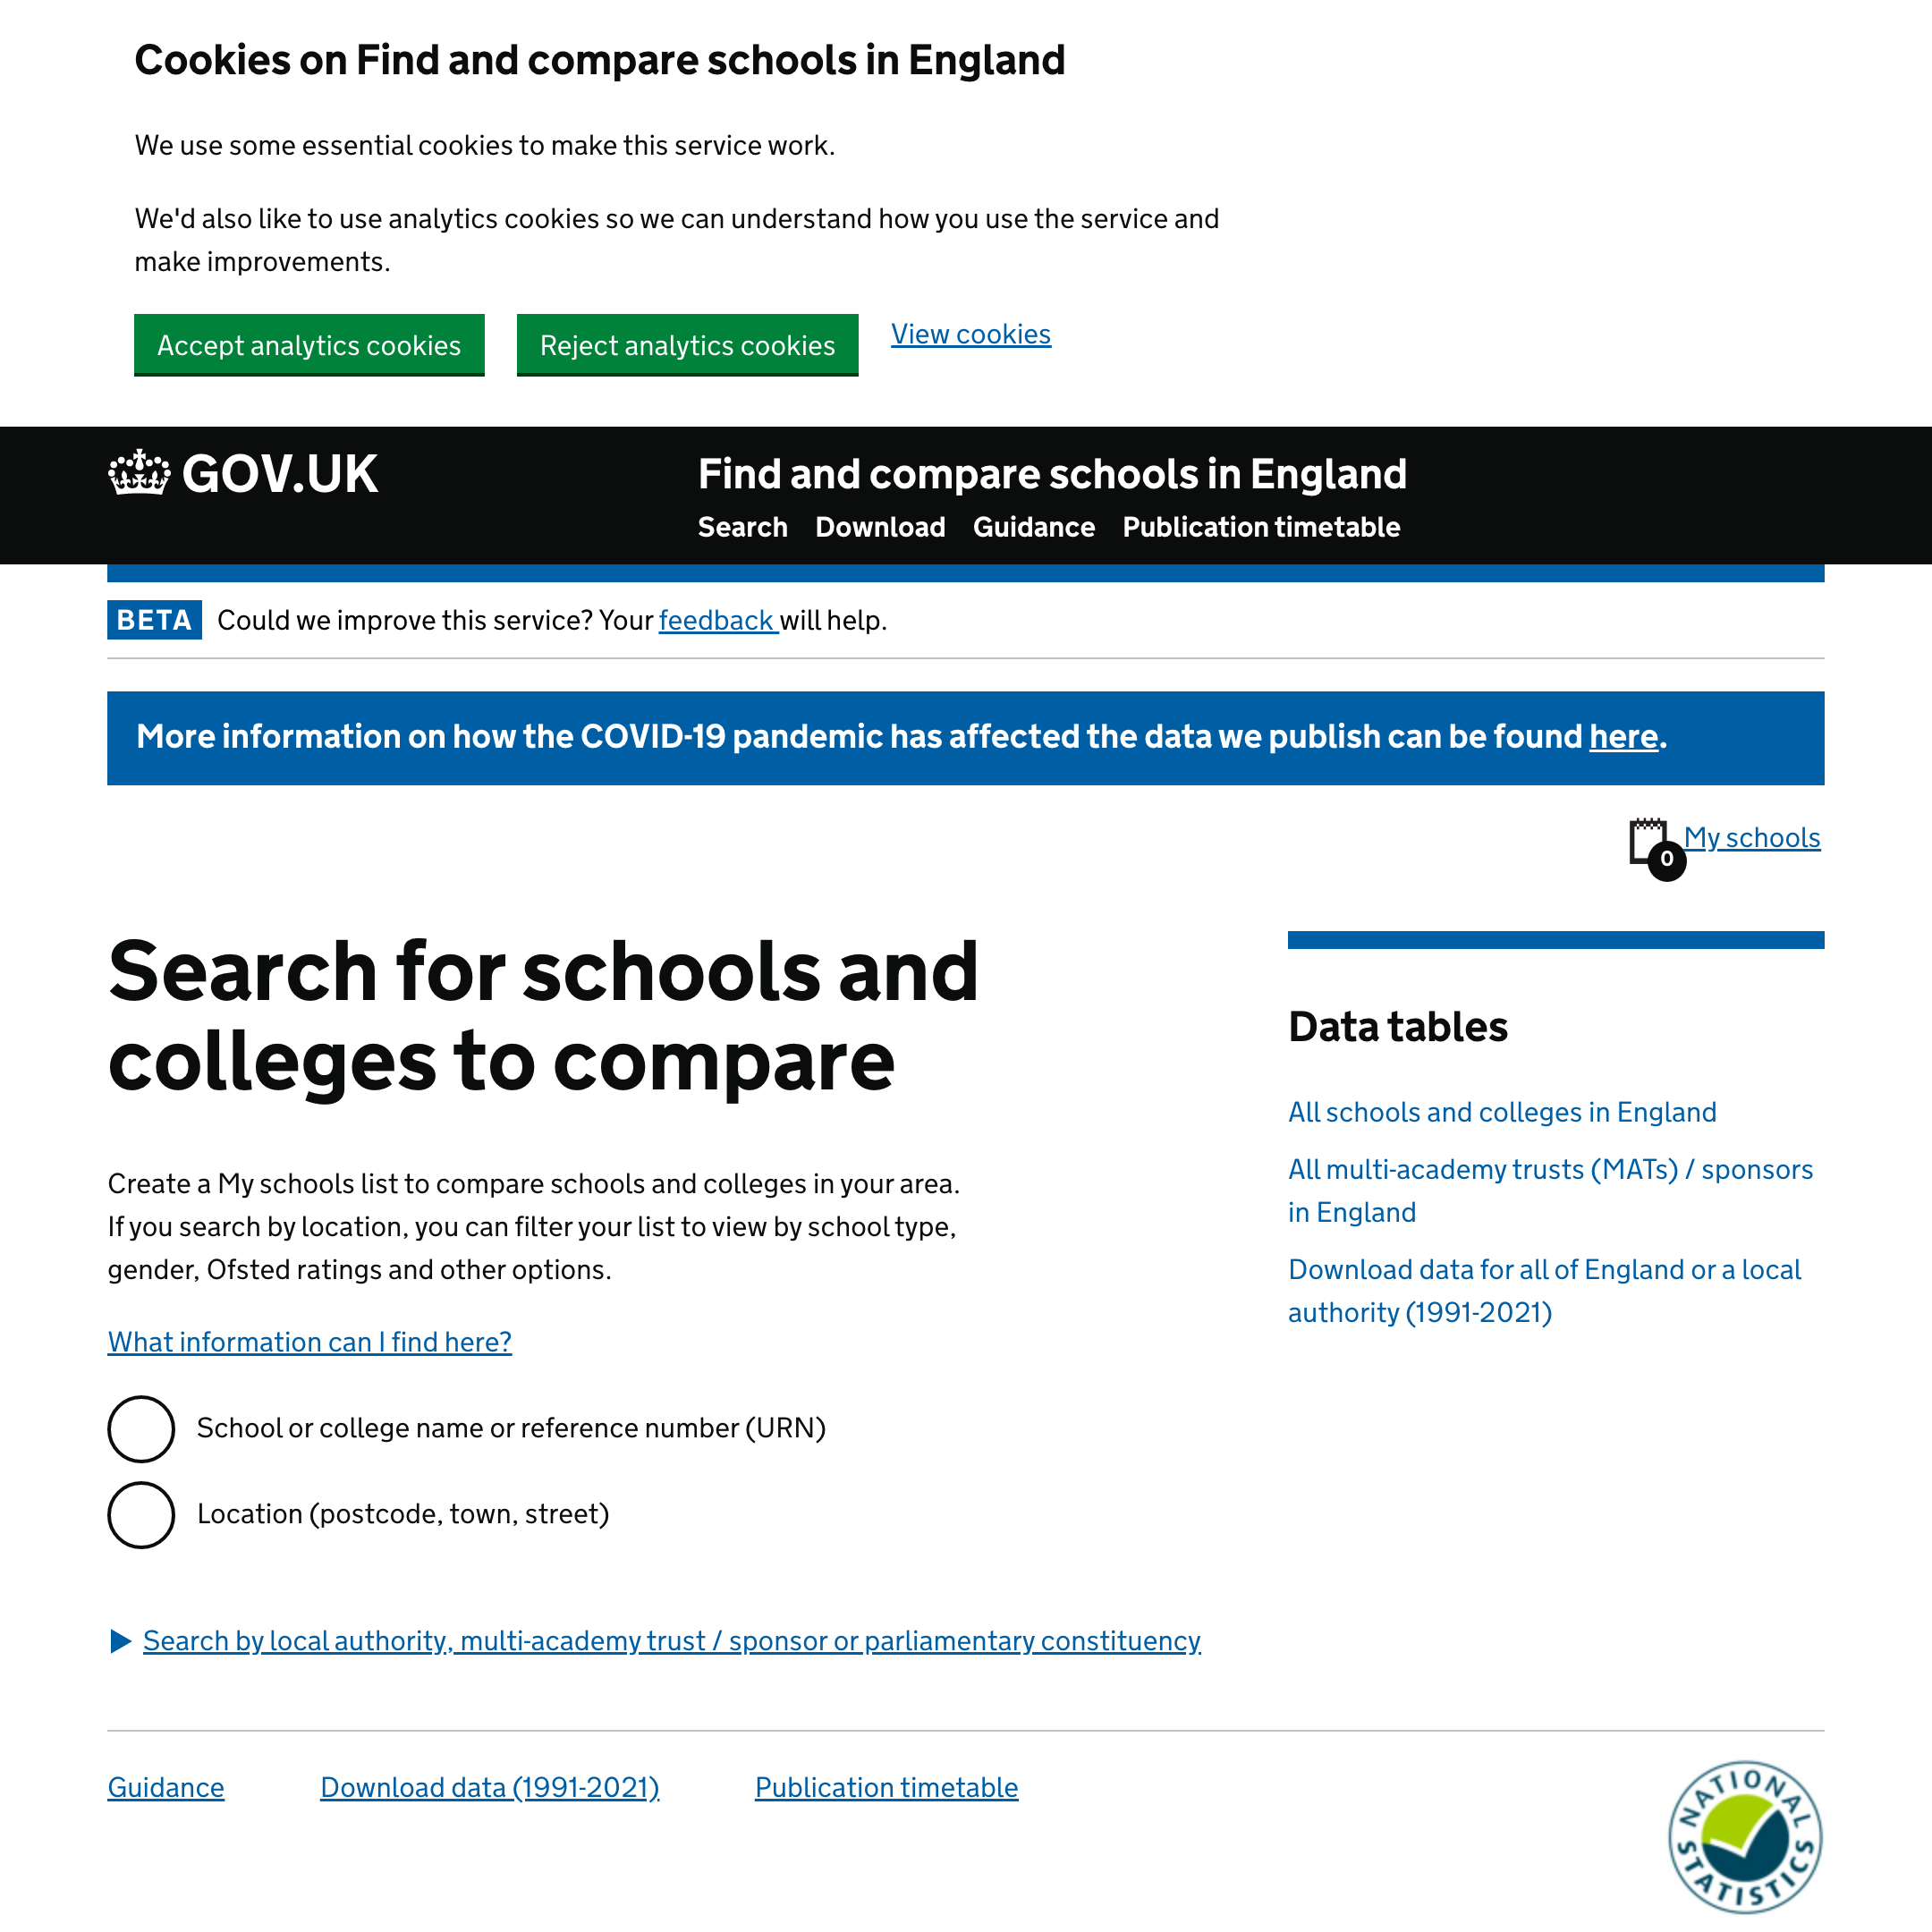 Cookies on Find and compare schools in England
We use some essential cookies to make this service work.
We'd also like to use analytics cookies so we can understand how you use the service and
make improvements.
Accept analytics cookies
Reject analytics cookies
View cookies
GOV.UK
Find and compare schools in England
Search Download Guidance Publication timetable
BETA Could we improve this service? Your feedback will help.
More information on how the COVID-19 pandemic has affected the data we publish can be found here.
0 My schools
Search for schools and
colleges to compare
Create a My schools list to compare schools and colleges in your area.
If you search by location, you can filter your list to view by school type,
gender, Ofsted ratings and other options.
What information can I find here?
School or college name or reference number (URN)
Location (postcode, town, street)
Search by local authority, multi-academy trust / sponsor or parliamentary constituency
Data tables
All schools and colleges in England
All multi-academy trusts (MATs) / sponsors
in England
Download data for all of England or a local
authority (1991-2021)
Guidance
Download data (1991-2021)
Publication timetable
NATIONAL
STATISTICS